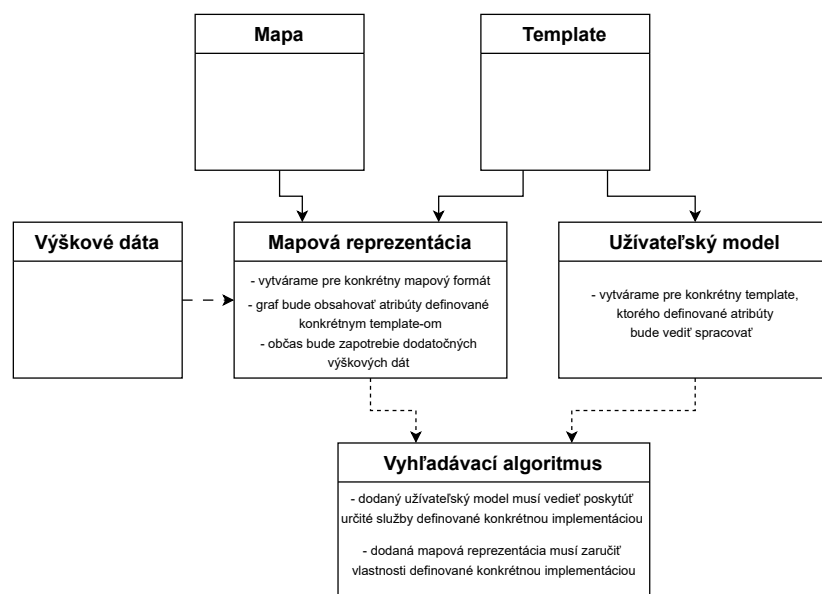 Mapa
Template
Výškové dáta
Mapová reprezentácia
- vytvárame pre konkrétny mapový formát
- graf bude obsahovať atribúty definované
konkrétnym template-om
- občas bude zapotrebie dodatočných
výškových dát
Užívateľský model
- vytvárame pre konkrétny template,
ktorého definované atribúty
bude vediť spracovať
Vyhľadávací algoritmus
- dodaný užívateľský model musí vedieť poskytúť
určité služby definované konkrétnou implementáciou
- dodaná mapová reprezentácia musí zaručiť
vlastnosti definované konkrétnou implementáciou